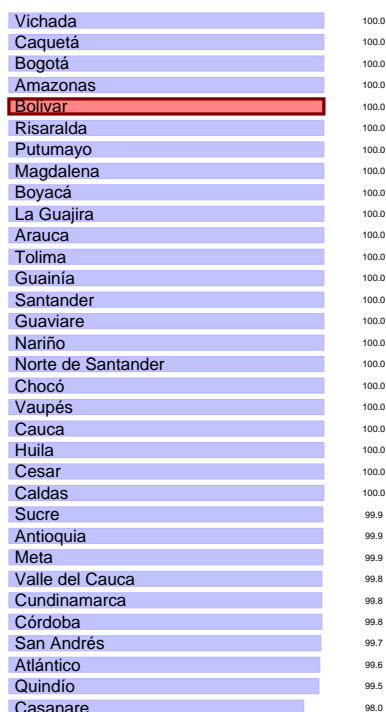 Vichada 100.0
Caquetá 100.0
Bogotá 100.0
Amazonas 100.0
Bolivar 100.0
Risaralda 100.0
Putumayo 100.0
Magdalena 100.0
Boyacá 100.0
La Guajira 100.0
Arauca 100.0
Tolima 100.0
Guainía 100.0
Santander 100.0
Guaviare 100.0
Nariño 100.0
Norte de Santander 100.0
Chocó 100.0
Vaupés 100.0
Cauca 100.0
Huila 100.0
Cesar 100.0
Caldas 100.0
Sucre 99.9
Antioquia 99.9
Meta 99.9
Valle del Cauca 99.8
Cundinamarca 99.8
Córdoba 99.8
San Andrés 99.7
Atlántico 99.6
Quindío 99.5
Casanare 98.0